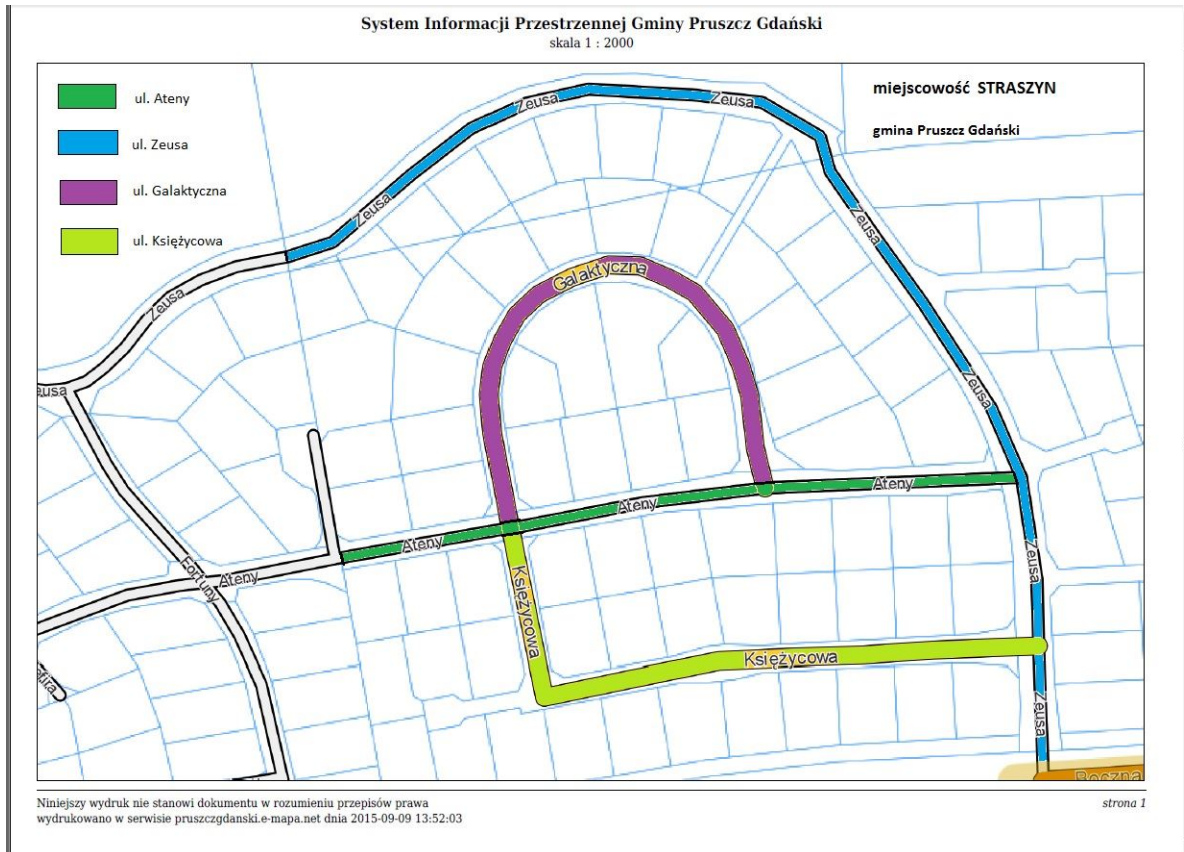 System Informacji Przestrzennej Gminy Pruszcz Gdański
skala 1 : 2000
ul. Ateny
ul. Zeusa
ul. Galaktyczna
ul. Księżycowa
miejscowość STRASZYN
gmina Pruszcz Gdański
Zeusa
Zeusa
Zeusa
Zeusa
Zeusa
Galaktyczna
Zeusa
eusa
Ateny
Ateny
Ateny
Zeusa
Fortuny
Ateny
Księżycowa
Księżycowa
efira
Zeusa
Boczna
Niniejszy wydruk nie stanowi dokumentu w rozumieniu przepisów prawa
wydrukowano w serwisie pruszczgdanski.e-mapa.net dnia 2015-09-09 13:52:03
strona 1